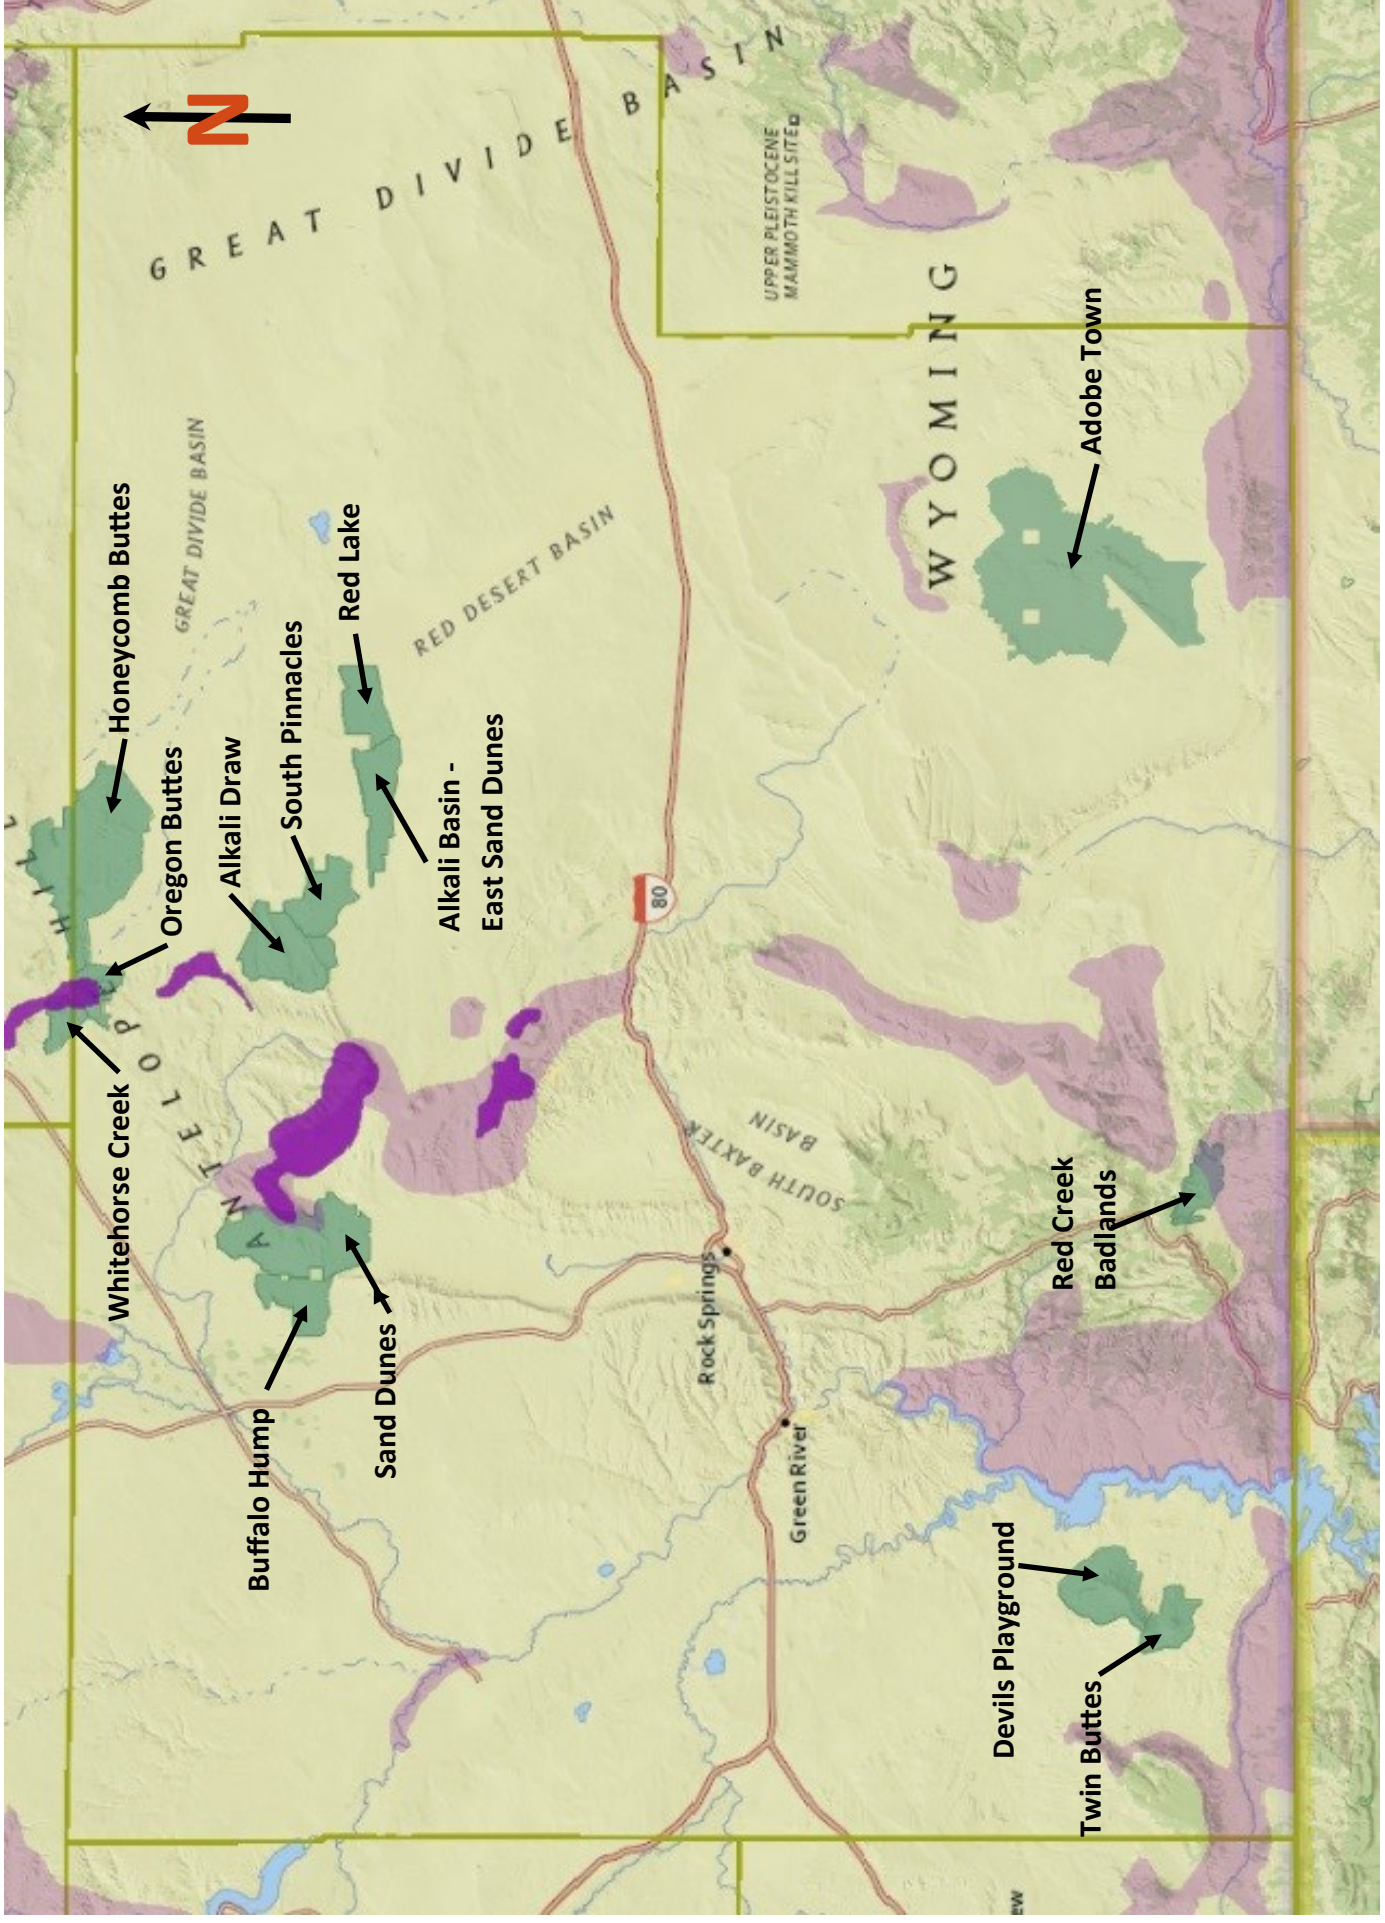 N
GREAT DIVIDE BASIN
GREAT DIVIDE BASIN
Honeycomb Buttes
Oregon Buttes
Alkali Draw
South Pinnacles
Red Lake
RED DESERT BASIN
Alkali Basin -
East Sand Dunes
ANTELOPE HILL
Whitehorse Creek
Buffalo Hump
Sand Dunes
80
UPPER PLEISTOCENE
MAMMOTH KILL SITE
WYOMING
Adobe Town
SOUTH BAXTER
BASIN
Rock Springs
Green River
Red Creek
Badlands
Devils Playground
Twin Buttes
ew